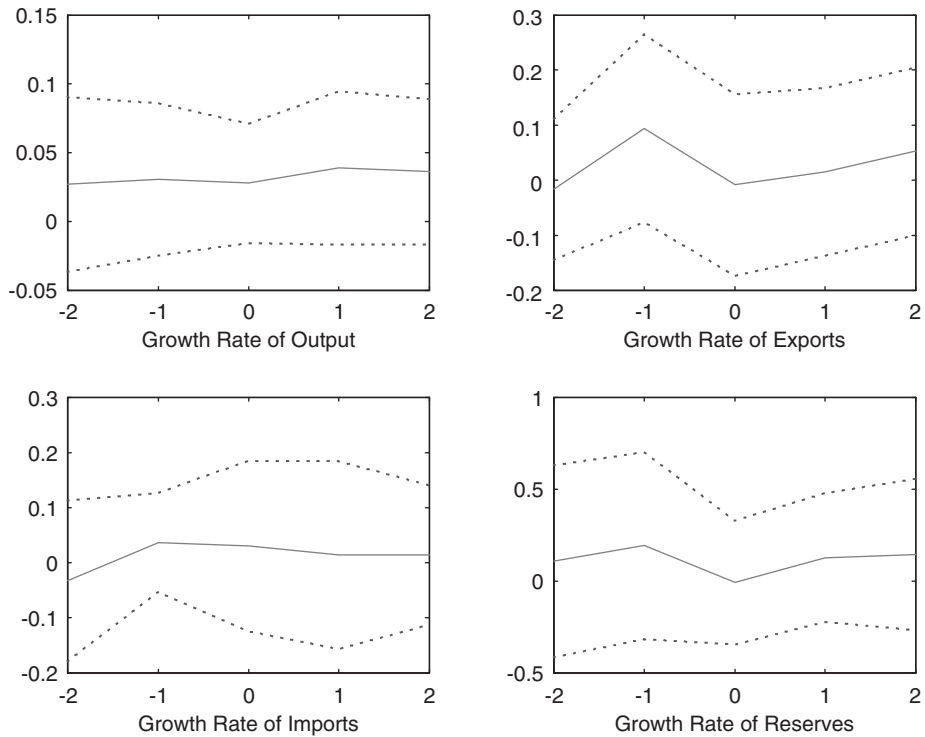 0.15
0.1
0.05
0
-0.05
-2 -1 0 1 2
Growth Rate of Output
0.3
0.2
0.1
0
-0.1
-0.2
-2 -1 0 1 2
Growth Rate of Exports
0.3
0.2
0.1
0
-0.1
-0.2
-2 -1 0 1 2
Growth Rate of Imports
1
0.5
0
-0.5
-2 -1 0 1 2
Growth Rate of Reserves